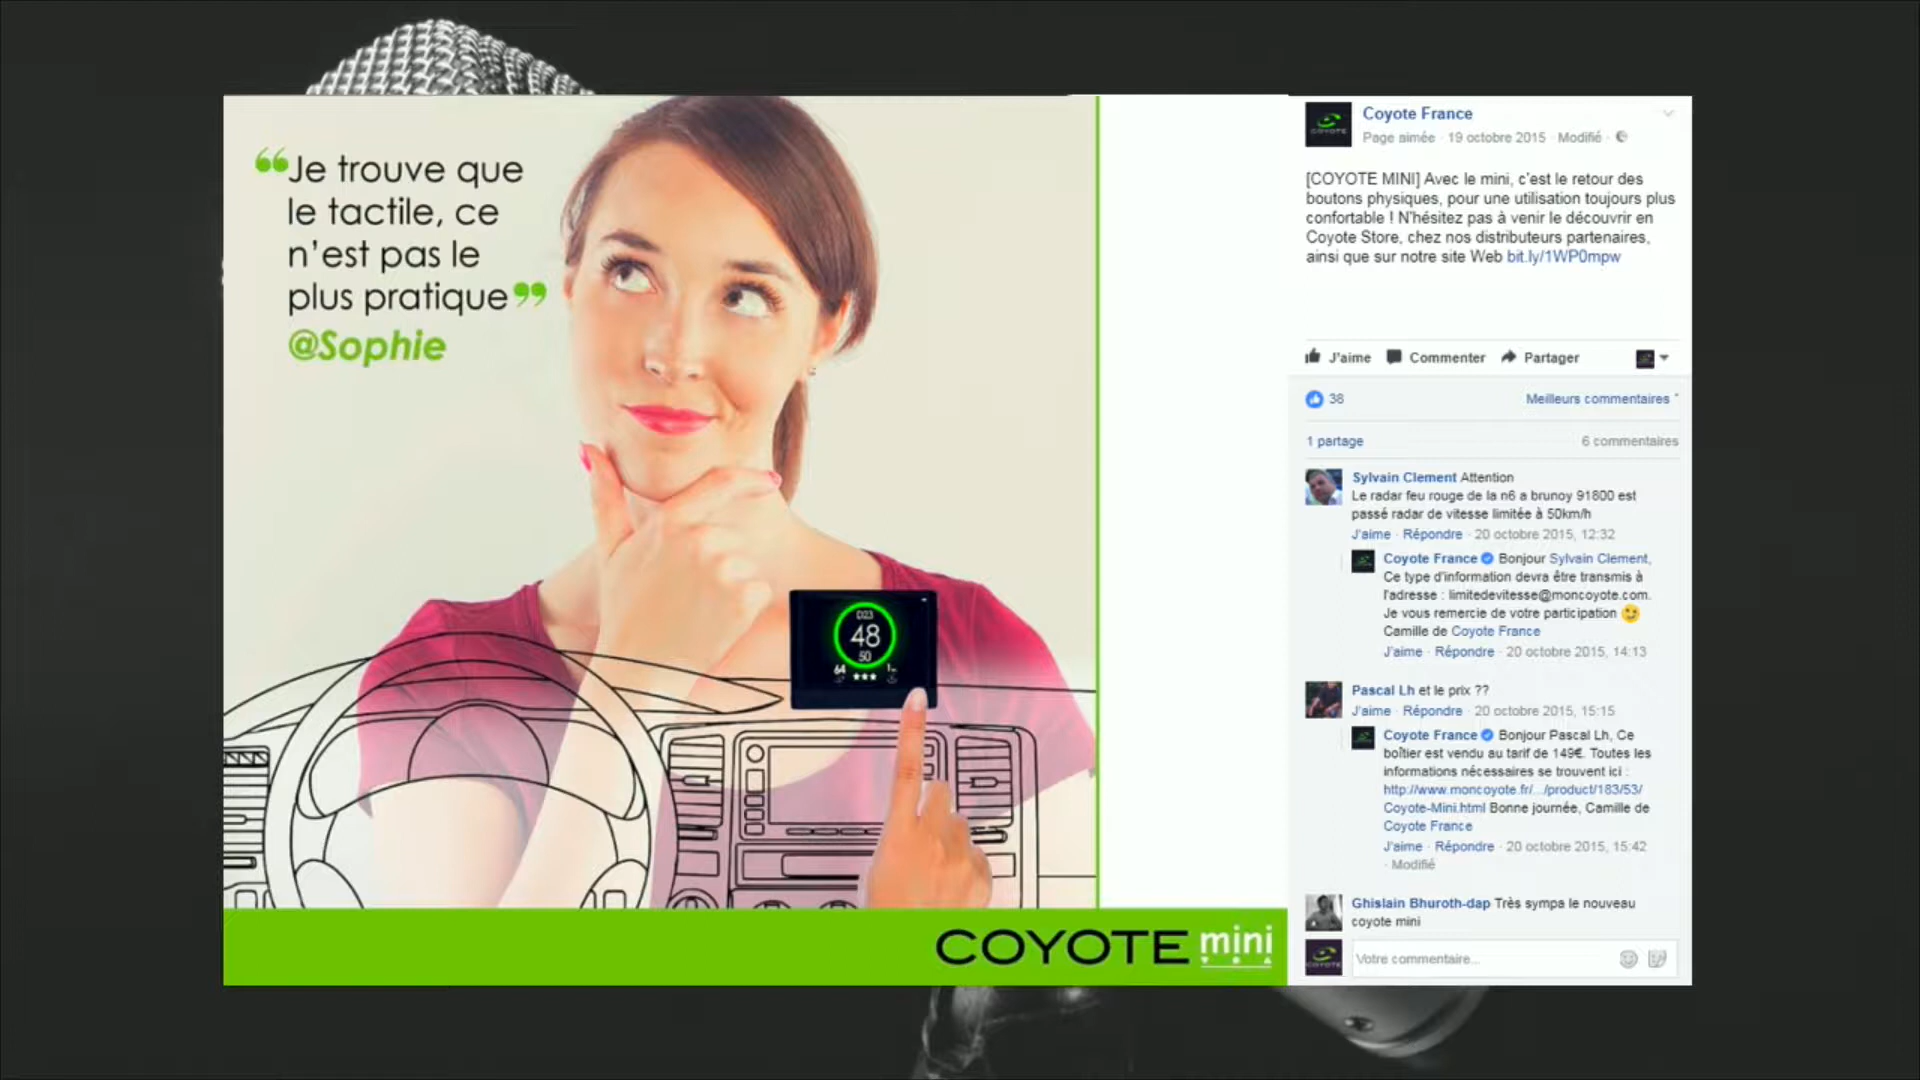 “Je trouve que
le tactile, ce
n’est pas le
plus pratique”
@Sophie
D23
48
50
64
COYOTE mini
Coyote France
Page aimée · 19 octobre 2015 · Modifié ·
[COYOTE MINI] Avec le mini, c'est le retour des
boutons physiques, pour une utilisation toujours plus
confortable ! N'hésitez pas à venir le découvrir en
Coyote Store, chez nos distributeurs partenaires,
ainsi que sur notre site Web bit.ly/1WP0mpw
J'aime Commenter Partager
38 Meilleurs commentaires
1 partage 6 commentaires
Sylvain Clement Attention
Le radar feu rouge de la n6 a brunoy 91800 est
passé radar de vitesse limitée à 50km/h
J'aime · Répondre · 20 octobre 2015, 12:32
Coyote France Bonjour Sylvain Clement,
Ce type d'information devra être transmis à
l'adresse : limitedevitesse@moncoyote.com.
Je vous remercie de votre participation 😉
Camille de Coyote France
J'aime · Répondre · 20 octobre 2015, 14:13
Pascal Lh et le prix ??
J'aime · Répondre · 20 octobre 2015, 15:15
Coyote France Bonjour Pascal Lh, Ce
boîtier est vendu au tarif de 149€. Toutes les
informations nécessaires se trouvent ici :
http://www.moncoyote.fr/.../product/183/53/
Coyote-Mini.html Bonne journée, Camille de
Coyote France
J'aime · Répondre · 20 octobre 2015, 15:42
· Modifié
Ghislain Bhuroth-dap Très sympa le nouveau
coyote mini
COYOTE
Votre commentaire...